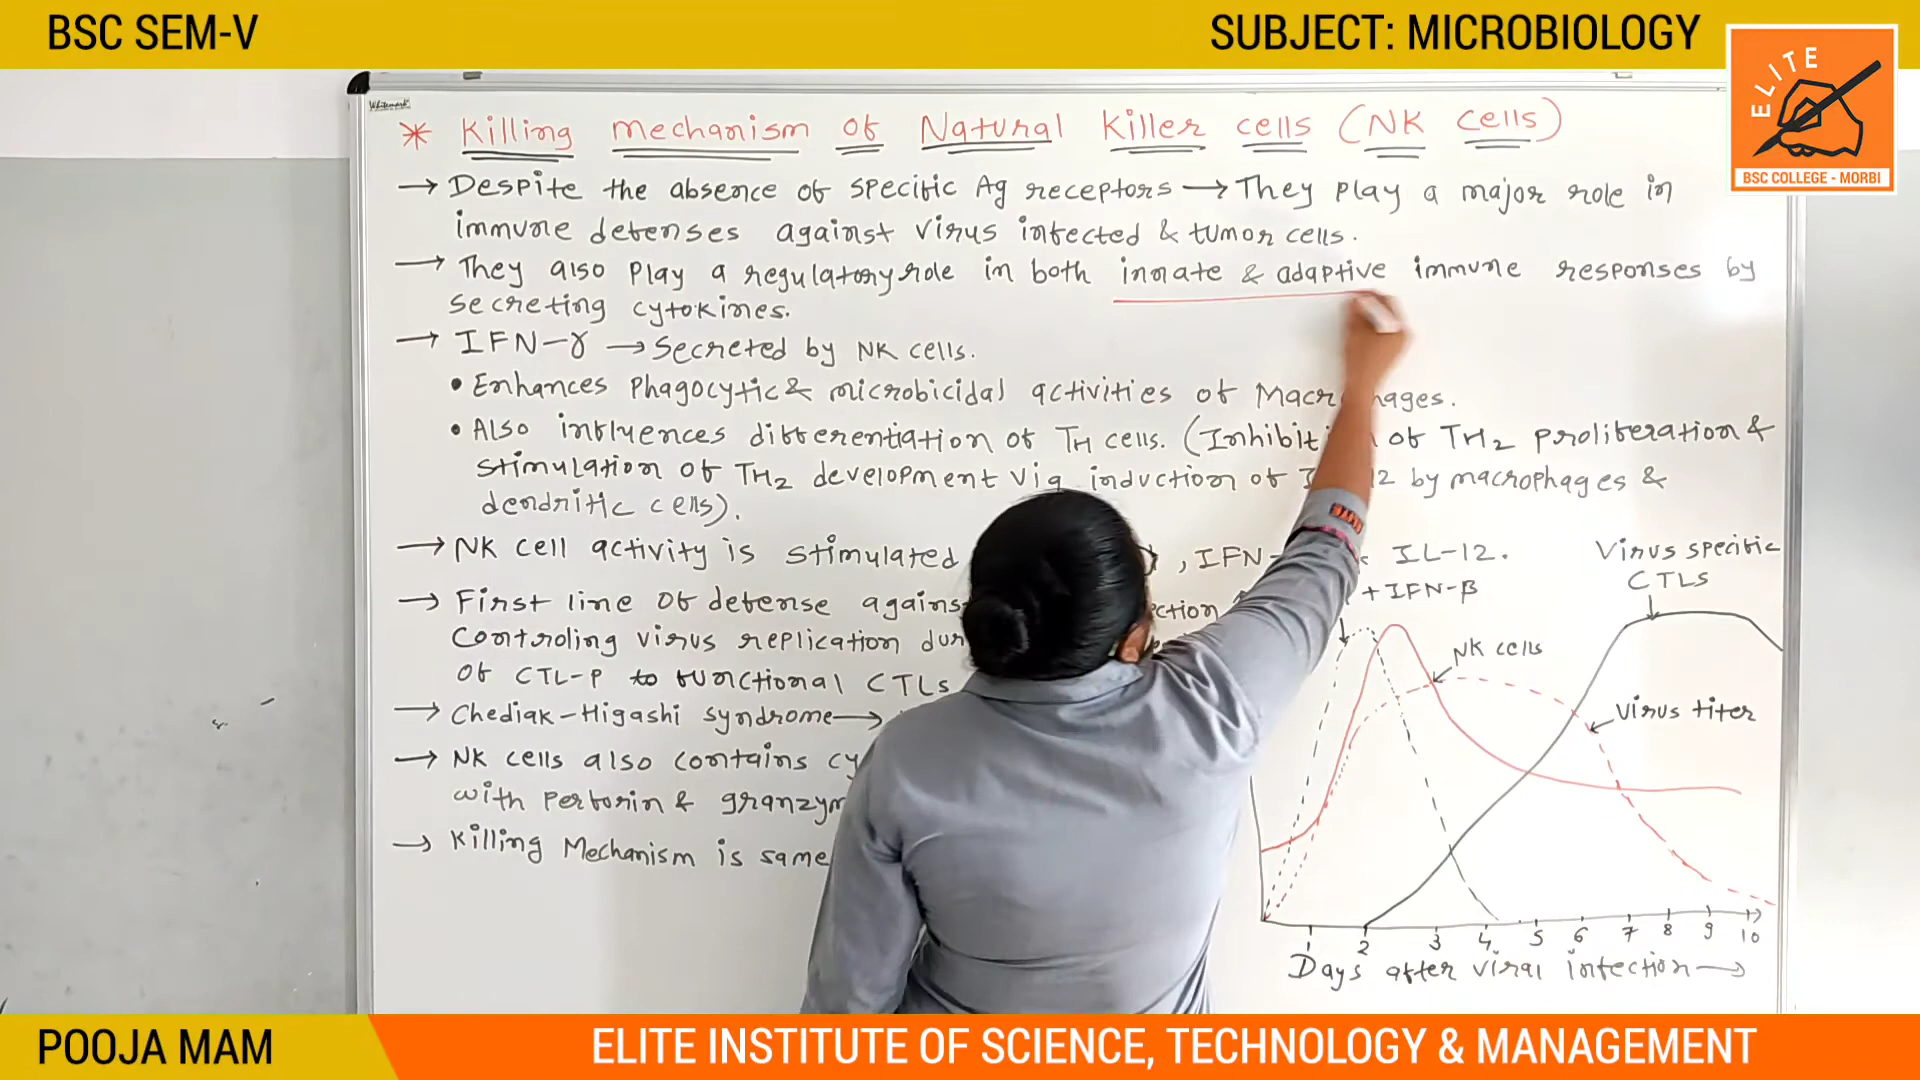 BSC SEM-V
SUBJECT: MICROBIOLOGY
ELITE
BSC COLLEGE - MORBI
Whitemark
* Killing mechanism of Natural Killer cells (NK cells)
→ Despite the absence of specific Ag receptors → They play a major role in
immune defenses against virus infected & tumor cells.
→ They also play a regulatory role in both innate & adaptive immune responses by
secreting cytokines.
→ IFN-γ → secreted by NK cells.
• Enhances phagocytic & microbicidal activities of Macrophages.
• Also influences differentiation of TH cells. (Inhibition of TH2 proliferation &
stimulation of TH2 development via induction of 12 by macrophages &
dendritic cells).
→ NK cell activity is stimulated , IFN- IL-12.
→ First line of defense against
Controling virus replication
of CTL-P to functional CTLs
→ Chediak-Higashi syndrome →
→ NK cells also contains
with perforin &
→ Killing Mechanism is same
+IFN-β
Virus specific
CTLs
NK cells
virus titer
1 2 3 4 5 6 7 8 9 10
Days after viral infection →
POOJA MAM
ELITE INSTITUTE OF SCIENCE, TECHNOLOGY & MANAGEMENT